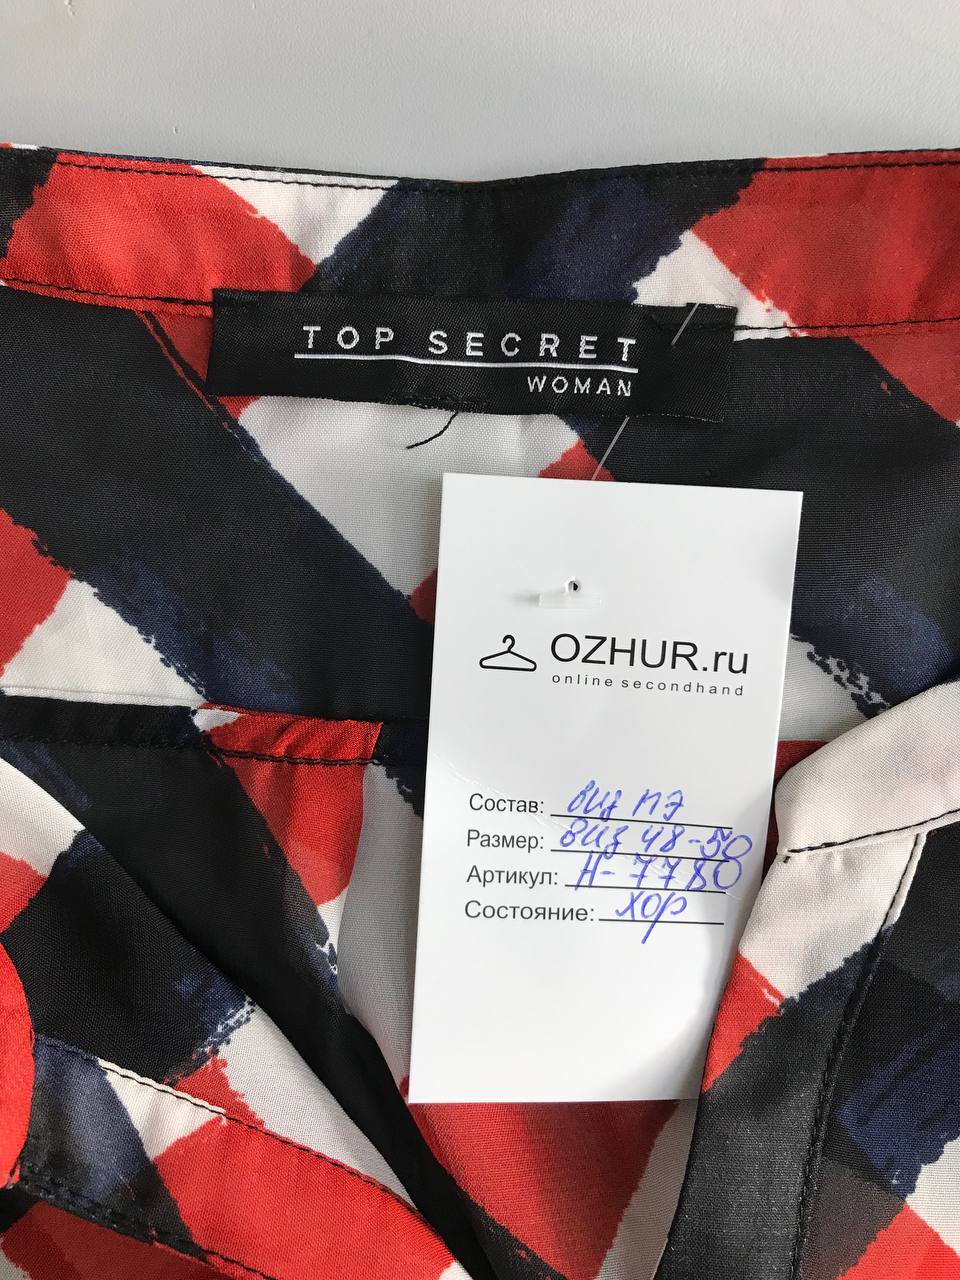 TOP SECRET
WOMAN
OZHUR.ru
online secondhand
Состав: виз ПЭ
Размер: виз 48-50
Артикул: Н-7780
Состояние: хор